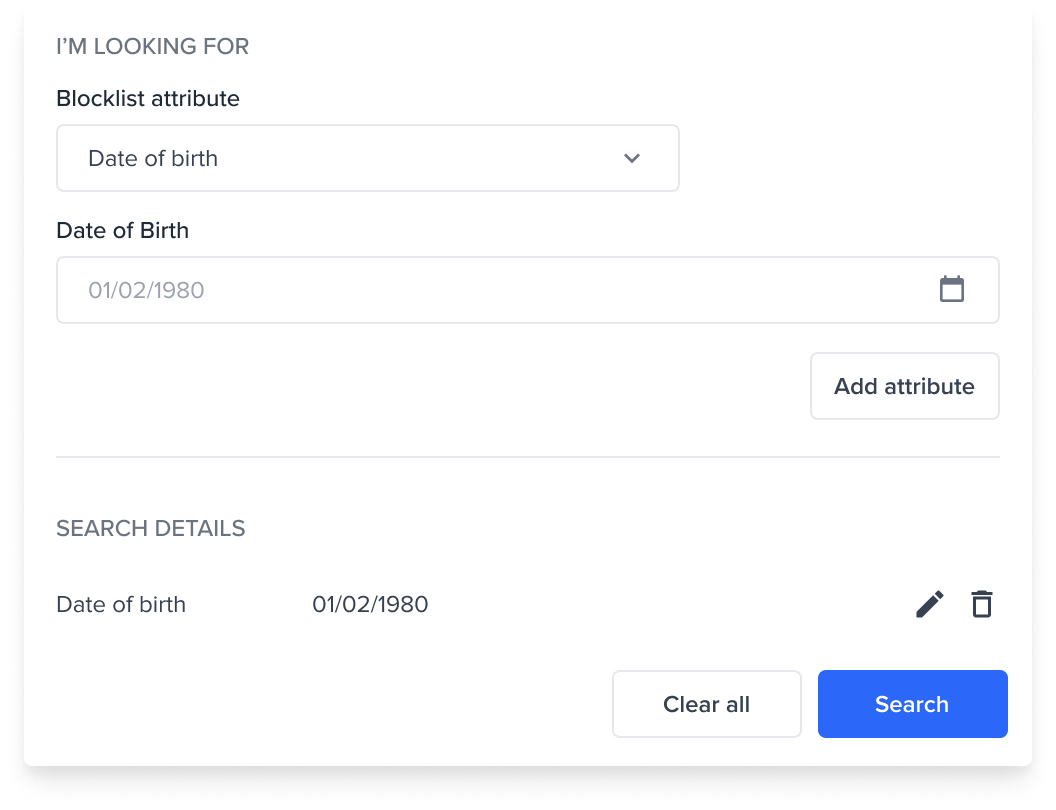 I’M LOOKING FOR
Blocklist attribute
Date of birth
Date of Birth
01/02/1980
Add attribute
SEARCH DETAILS
Date of birth 01/02/1980
Clear all Search